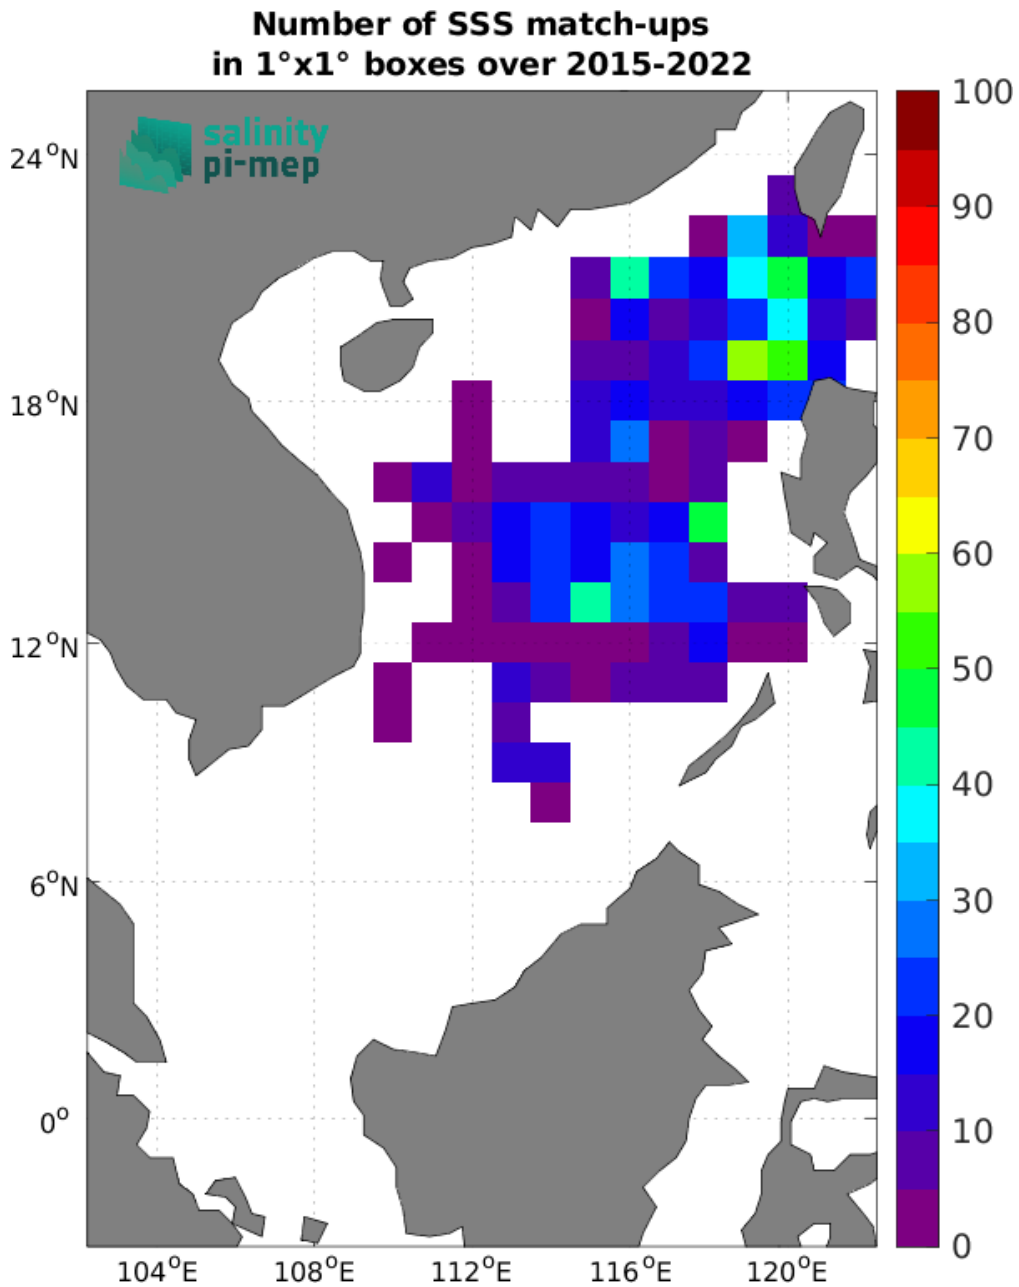 Number of SSS match-ups
in 1°x1° boxes over 2015-2022
salinity
pi-mep
24°N
18°N
12°N
6°N
0°
104°E 108°E 112°E 116°E 120°E
100
90
80
70
60
50
40
30
20
10
0